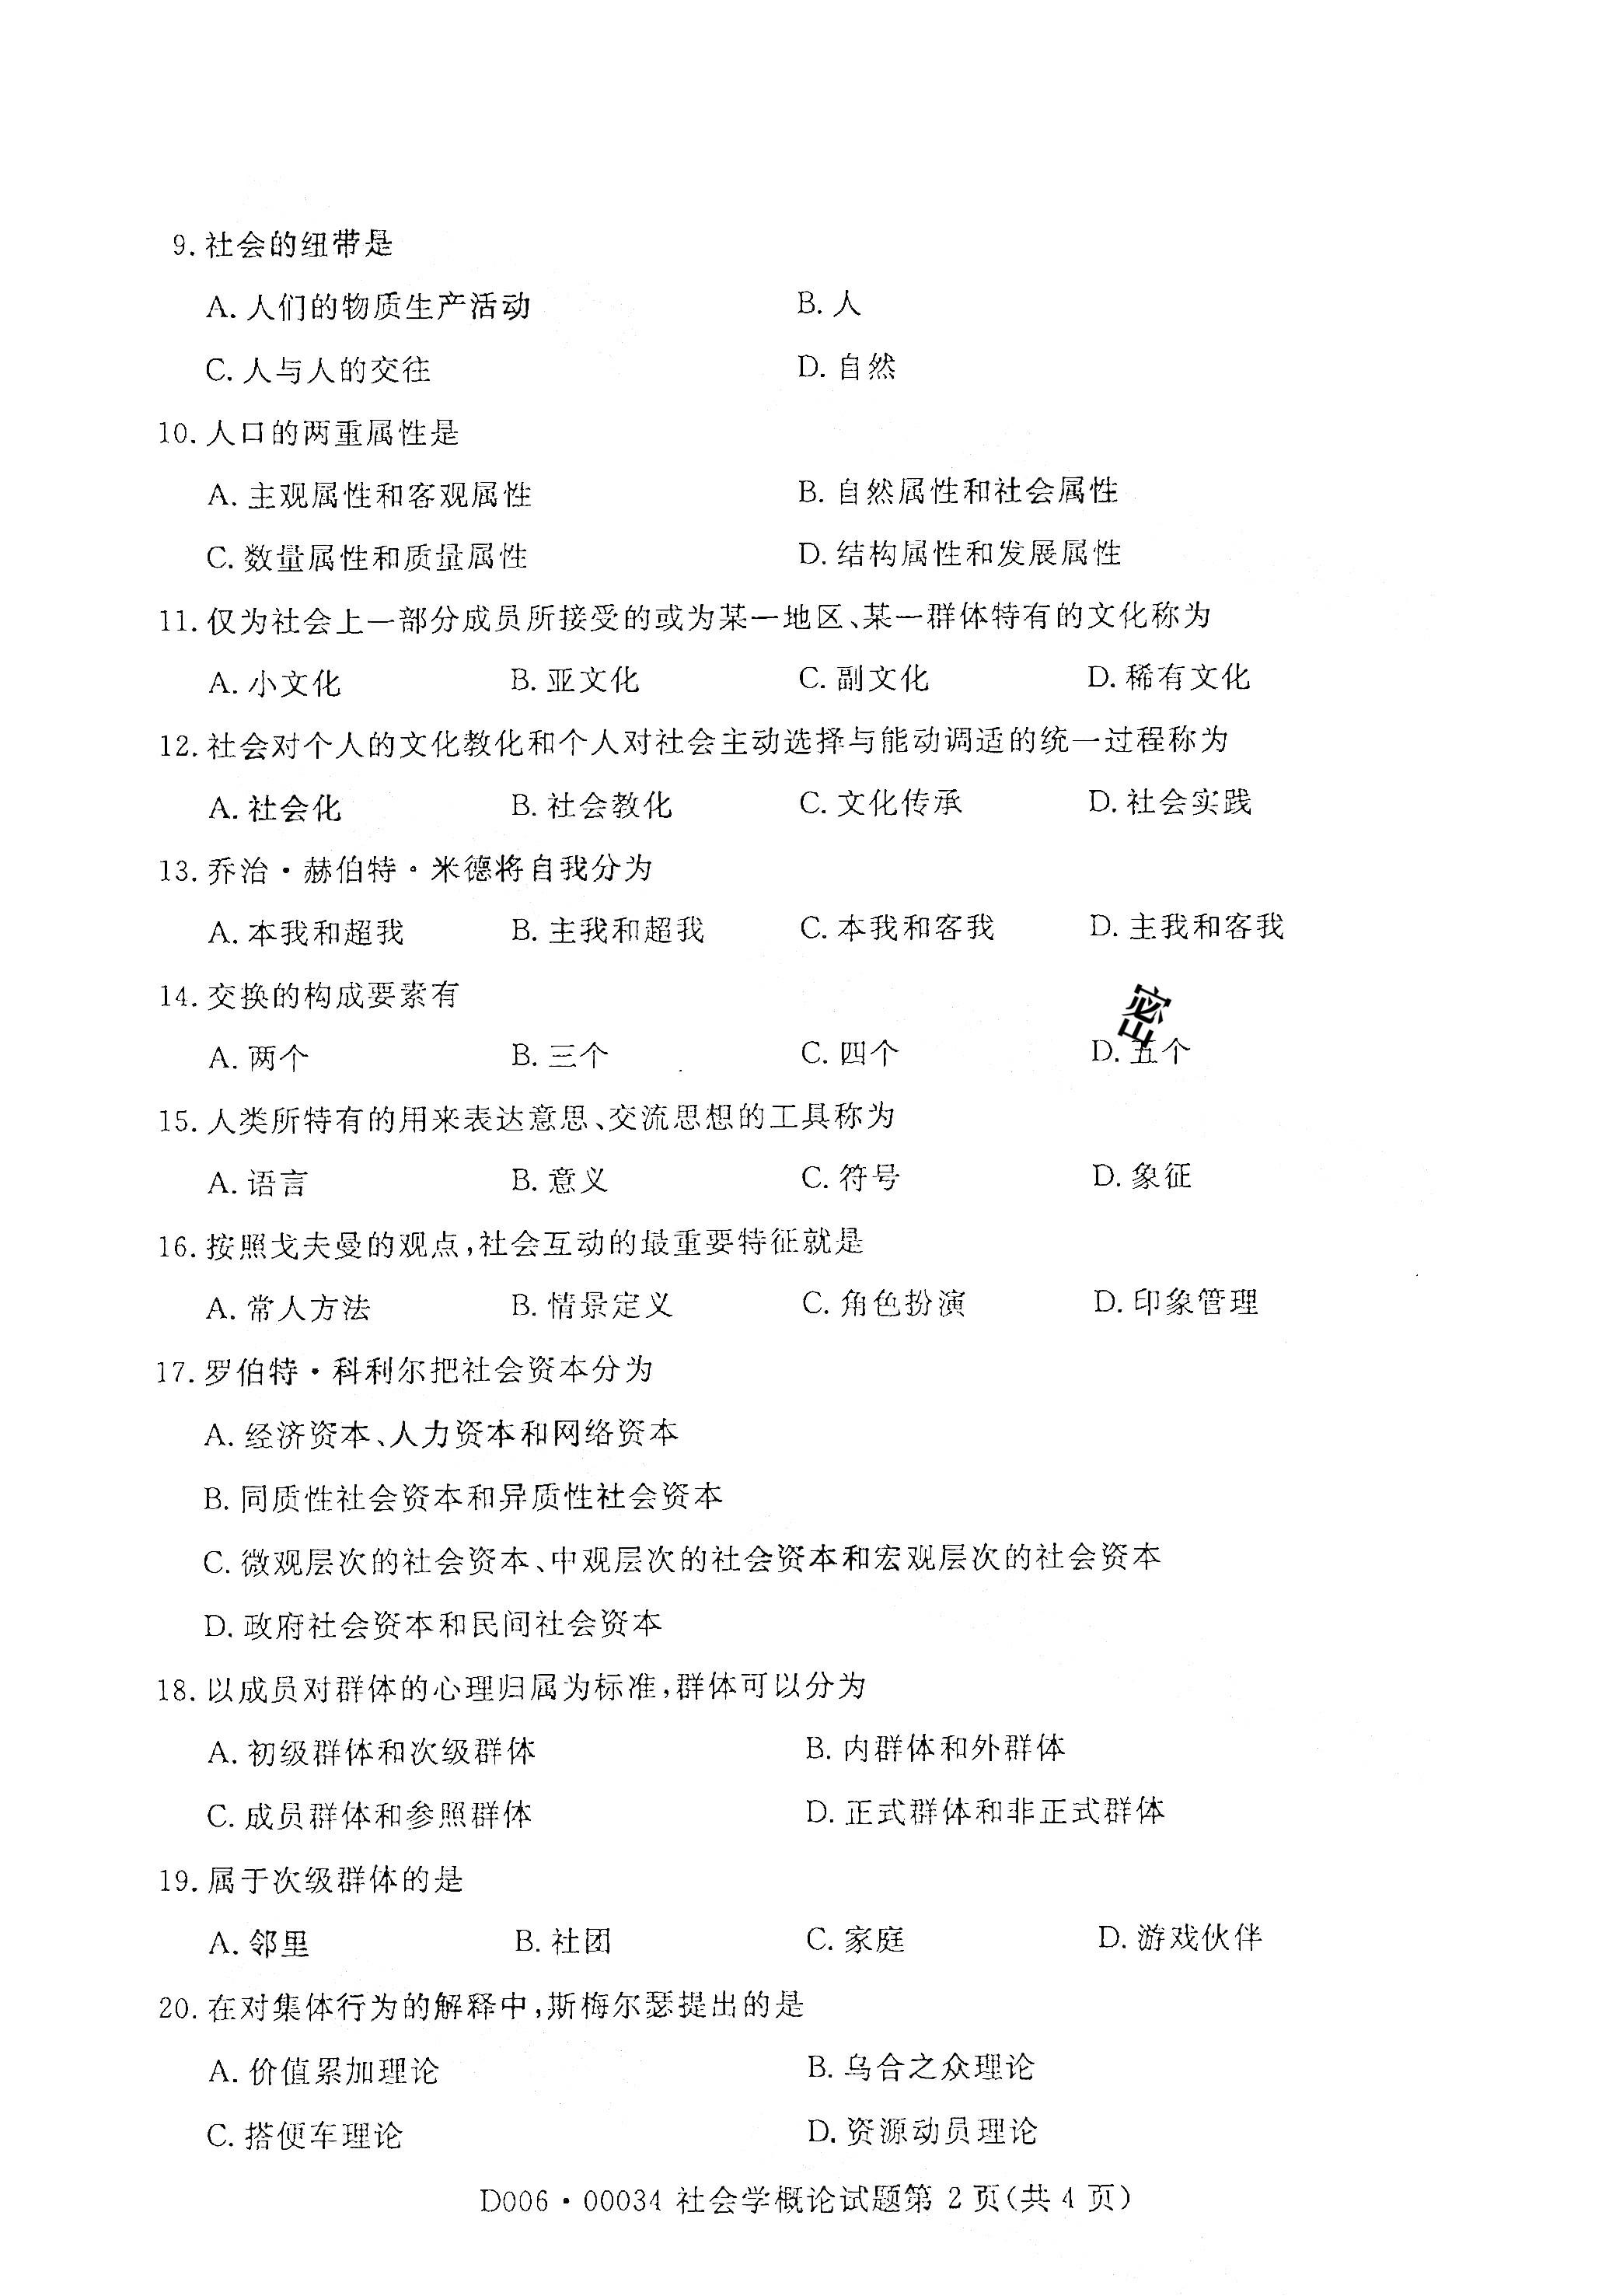 9. 社会的纽带是
A. 人们的物质生产活动 B. 人
C. 人与人的交往 D. 自然
10. 人口的两重属性是
A. 主观属性和客观属性 B. 自然属性和社会属性
C. 数量属性和质量属性 D. 结构属性和发展属性
11. 仅为社会上一部分成员所接受的或为某一地区、某一群体特有的文化称为
A. 小文化 B. 亚文化 C. 副文化 D. 稀有文化
12. 社会对个人的文化教化和个人对社会主动选择与能动调适的统一过程称为
A. 社会化 B. 社会教化 C. 文化传承 D. 社会实践
13. 乔治·赫伯特·米德将自我分为
A. 本我和超我 B. 主我和超我 C. 本我和客我 D. 主我和客我
14. 交换的构成要素有
密
A. 两个 B. 三个 C. 四个 D. 五个
15. 人类所特有的用来表达意思、交流思想的工具称为
A. 语言 B. 意义 C. 符号 D. 象征
16. 按照戈夫曼的观点,社会互动的最重要特征就是
A. 常人方法 B. 情景定义 C. 角色扮演 D. 印象管理
17. 罗伯特·科利尔把社会资本分为
A. 经济资本、人力资本和网络资本
B. 同质性社会资本和异质性社会资本
C. 微观层次的社会资本、中观层次的社会资本和宏观层次的社会资本
D. 政府社会资本和民间社会资本
18. 以成员对群体的心理归属为标准,群体可以分为
A. 初级群体和次级群体 B. 内群体和外群体
C. 成员群体和参照群体 D. 正式群体和非正式群体
19. 属于次级群体的是
A. 邻里 B. 社团 C. 家庭 D. 游戏伙伴
20. 在对集体行为的解释中,斯梅尔瑟提出的是
A. 价值累加理论 B. 乌合之众理论
C. 搭便车理论 D. 资源动员理论
D006·00034 社会学概论试题第 2 页(共 4 页)